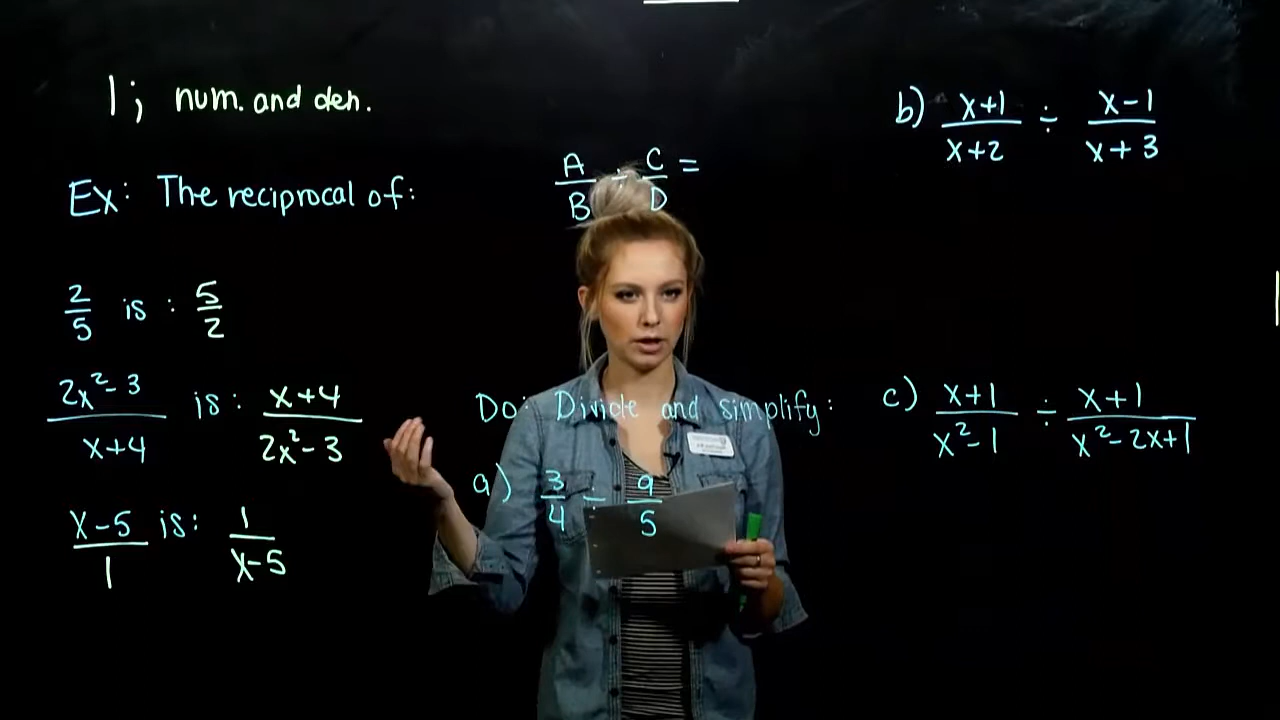 1; num. and den.
Ex: The reciprocal of:
2/5 is : 5/2
2x²-3/x+4 is: x+4/2x²-3
x-5/1 is: 1/x-5
A/B ÷ C/D =
Do: Divide and simplify:
a) 3/4 ÷ 9/5
b) x+1/x+2 ÷ x-1/x+3
c) x+1/x²-1 ÷ x+1/x²-2x+1